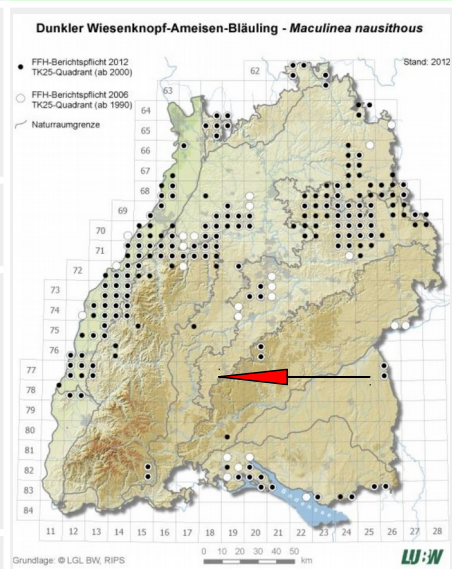 Dunkler Wiesenknopf-Ameisen-Bläuling - Maculinea nausithous
FFH-Berichtspflicht 2012
TK25-Quadrant (ab 2000)
FFH-Berichtspflicht 2006
TK25-Quadrant (ab 1990)
Naturraumgrenze
Stand: 2012
62
63
64
65
66
67
68
69
70
71
72
73
74
75
76
77
78
79
80
81
82
83
84
11 12 13 14 15 16 17 18 19 20 21 22 23 24 25 26 27 28
0 10 20 30 40 50
km
Grundlage: © LGL BW, RIPS
LUBW